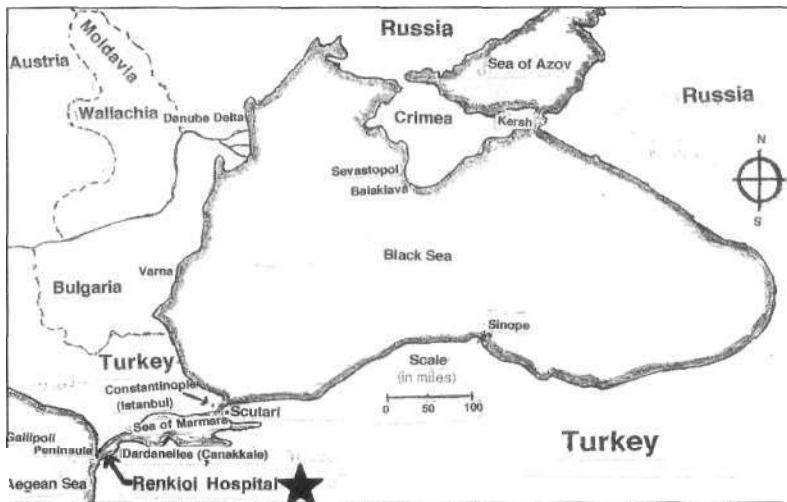 Russia
Moldavia
Austria
Sea of Azov
Russia
Wallachia
Danube Delta
Crimea
Kersh
N
S
Sevastopol
Balaklava
Black Sea
Varna
Bulgaria
Sinope
Turkey
Scale
(in miles)
Constantinople
(Istanbul)
0 50 100
Scutari
Sea of Marmara
Gallipoli
Peninsula
Dardanelles (Çanakkale)
Turkey
Aegean Sea
Renkioi Hospital